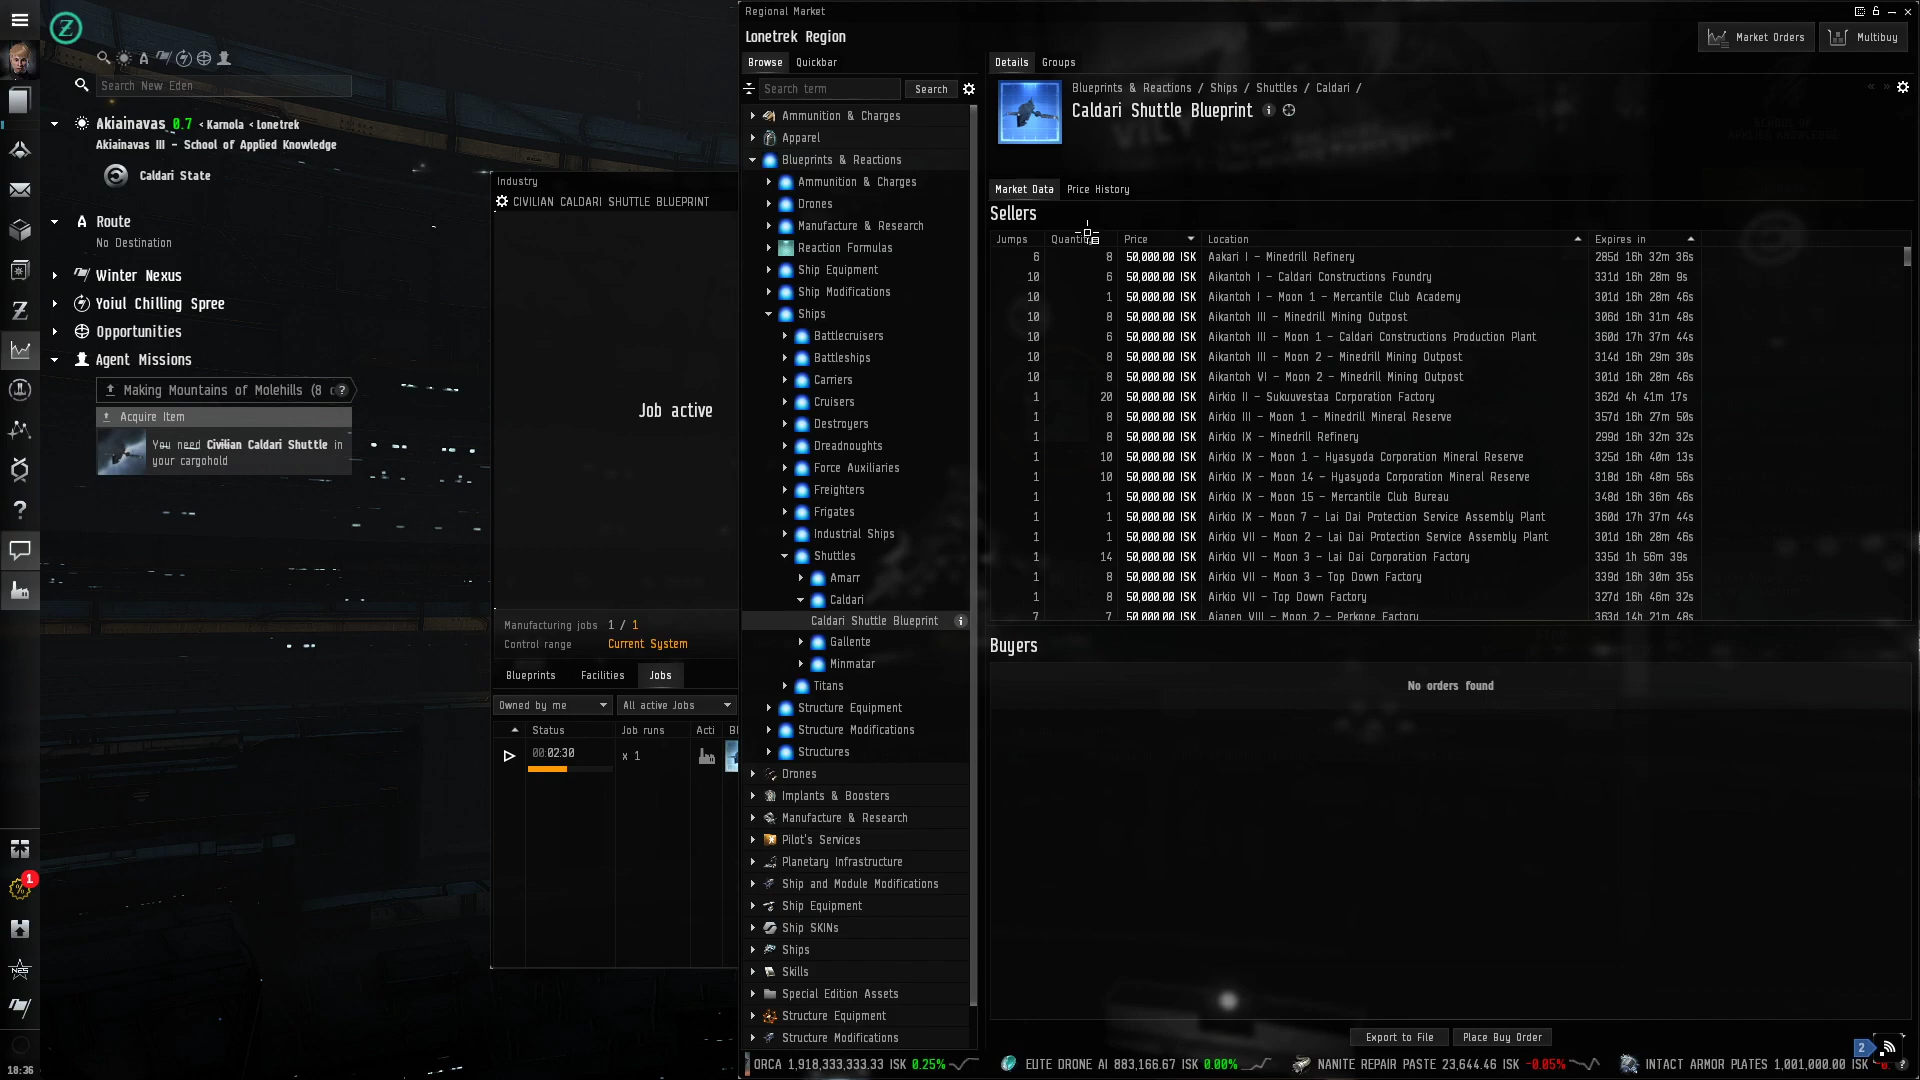 Search New Eden
Akiainavas 0.7 < Karnola < Lonetrek
Akiainavas III - School of Applied Knowledge
Caldari State
Route
No Destination
Winter Nexus
Yoiul Chilling Spree
Opportunities
Agent Missions
Making Mountains of Molehills (8
Acquire Item
You need Civilian Caldari Shuttle in
your cargohold
1
18:36
Industry
CIVILIAN CALDARI SHUTTLE BLUEPRINT
Job active
Manufacturing jobs 1 / 1
Control range Current System
Blueprints Facilities Jobs
Owned by me All active Jobs
Status Job runs Acti Bl
00:02:30 x 1
Regional Market
Lonetrek Region
Market Orders Multibuy
Browse Quickbar
Search term Search
Ammunition & Charges
Apparel
Blueprints & Reactions
Ammunition & Charges
Drones
Manufacture & Research
Reaction Formulas
Ship Equipment
Ship Modifications
Ships
Battlecruisers
Battleships
Carriers
Cruisers
Destroyers
Dreadnoughts
Force Auxiliaries
Freighters
Frigates
Industrial Ships
Shuttles
Amarr
Caldari
Caldari Shuttle Blueprint
Gallente
Minmatar
Titans
Structure Equipment
Structure Modifications
Structures
Drones
Implants & Boosters
Manufacture & Research
Pilot's Services
Planetary Infrastructure
Ship and Module Modifications
Ship Equipment
Ship SKINs
Ships
Skills
Special Edition Assets
Structure Equipment
Structure Modifications
Details Groups
Blueprints & Reactions / Ships / Shuttles / Caldari /
Caldari Shuttle Blueprint
Market Data Price History
Sellers
Jumps Quanti Price Location Expires in
6 8 50,000.00 ISK Aakari I - Minedrill Refinery 285d 16h 32m 36s
10 6 50,000.00 ISK Aikantoh I - Caldari Constructions Foundry 331d 16h 28m 9s
10 1 50,000.00 ISK Aikantoh I - Moon 1 - Mercantile Club Academy 301d 16h 28m 46s
10 8 50,000.00 ISK Aikantoh III - Minedrill Mining Outpost 306d 16h 31m 48s
10 6 50,000.00 ISK Aikantoh III - Moon 1 - Caldari Constructions Production Plant 360d 17h 37m 44s
10 8 50,000.00 ISK Aikantoh III - Moon 2 - Minedrill Mining Outpost 314d 16h 29m 30s
10 8 50,000.00 ISK Aikantoh VI - Moon 2 - Minedrill Mining Outpost 301d 16h 28m 46s
1 20 50,000.00 ISK Airkio II - Sukuuvestaa Corporation Factory 362d 4h 41m 17s
1 8 50,000.00 ISK Airkio III - Moon 1 - Minedrill Mineral Reserve 357d 16h 27m 50s
1 8 50,000.00 ISK Airkio IX - Minedrill Refinery 299d 16h 32m 32s
1 10 50,000.00 ISK Airkio IX - Moon 1 - Hyasyoda Corporation Mineral Reserve 325d 16h 40m 13s
1 10 50,000.00 ISK Airkio IX - Moon 14 - Hyasyoda Corporation Mineral Reserve 318d 16h 48m 56s
1 1 50,000.00 ISK Airkio IX - Moon 15 - Mercantile Club Bureau 348d 16h 36m 46s
1 1 50,000.00 ISK Airkio IX - Moon 7 - Lai Dai Protection Service Assembly Plant 360d 17h 37m 44s
1 1 50,000.00 ISK Airkio VII - Moon 2 - Lai Dai Protection Service Assembly Plant 301d 16h 28m 46s
1 14 50,000.00 ISK Airkio VII - Moon 3 - Lai Dai Corporation Factory 335d 1h 56m 39s
1 8 50,000.00 ISK Airkio VII - Moon 3 - Top Down Factory 339d 16h 30m 35s
1 8 50,000.00 ISK Airkio VII - Top Down Factory 327d 16h 46m 32s
7 7 50,000.00 ISK Aianen VIII - Moon 2 - Perkone Factory 363d 14h 21m 48s
Buyers
No orders found
Export to File Place Buy Order
2
ORCA 1,918,333,333.33 ISK 0.25% ELITE DRONE AI 883,166.67 ISK 0.00% NANITE REPAIR PASTE 23,644.46 ISK -0.05% INTACT ARMOR PLATES 1,001,000.00 ISK